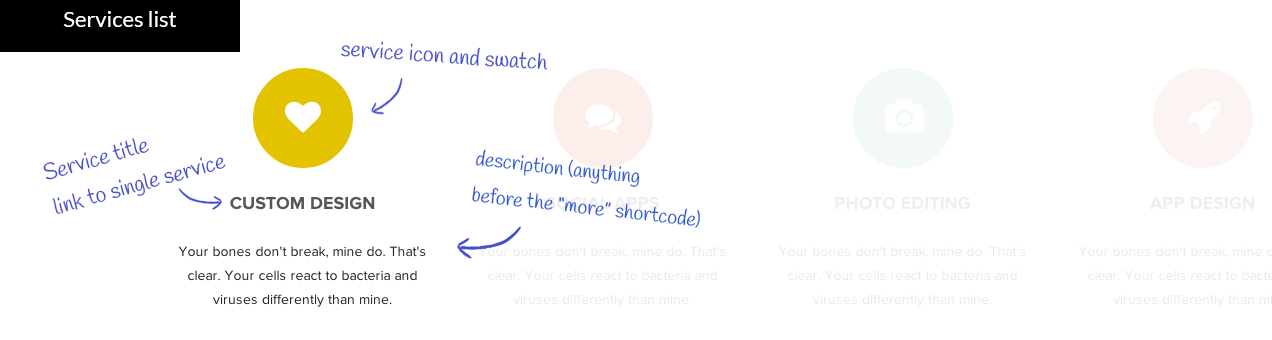 Services list
service icon and swatch
Service title
link to single service
description (anything
before the "more" shortcode)
CUSTOM DESIGN
Your bones don't break, mine do. That's
clear. Your cells react to bacteria and
viruses differently than mine.
APPS
Your bones don't break, mine do. That's
clear. Your cells react to bacteria and
viruses differently than mine.
PHOTO EDITING
Your bones don't break, mine do. That's
clear. Your cells react to bacteria and
viruses differently than mine.
APP DESIGN
Your bones don't break, mine do.
clear. Your cells react to
viruses differently than